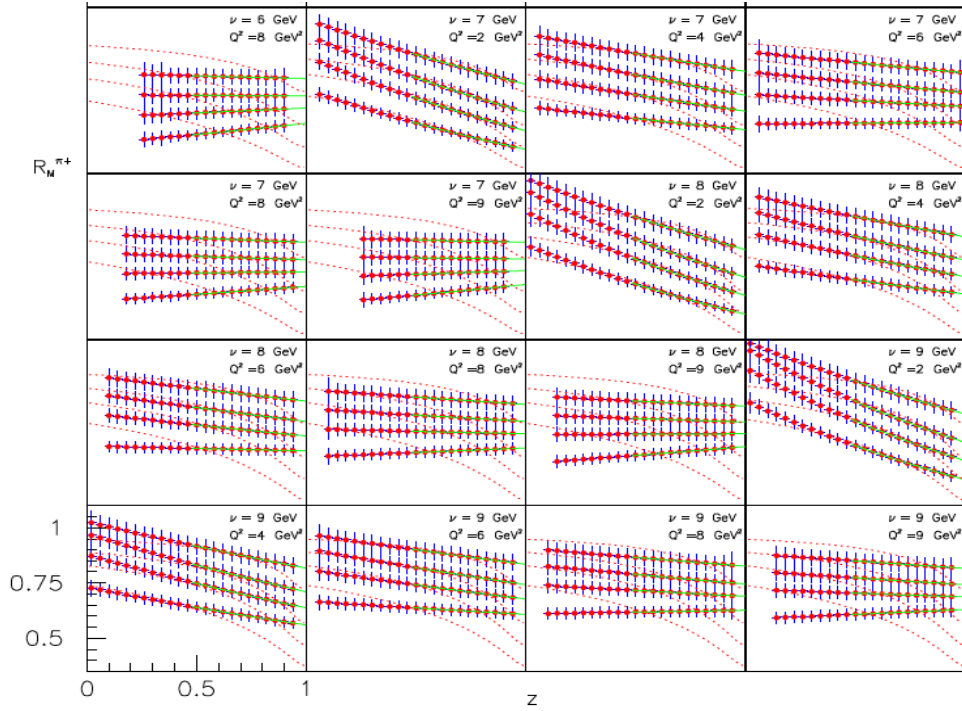 ν = 6 GeV
Q² =8 GeV²
ν = 7 GeV
Q² =2 GeV²
ν = 7 GeV
Q² =4 GeV²
ν = 7 GeV
Q² =6 GeV²
R_M^π+
ν = 7 GeV
Q² =8 GeV²
ν = 7 GeV
Q² =9 GeV²
ν = 8 GeV
Q² =2 GeV²
ν = 8 GeV
Q² =4 GeV²
ν = 8 GeV
Q² =6 GeV²
ν = 8 GeV
Q² =8 GeV²
ν = 8 GeV
Q² =9 GeV²
ν = 9 GeV
Q² =2 GeV²
ν = 9 GeV
Q² =4 GeV²
ν = 9 GeV
Q² =6 GeV²
ν = 9 GeV
Q² =8 GeV²
ν = 9 GeV
Q² =9 GeV²
1
0.75
0.5
0 0.5 1
z